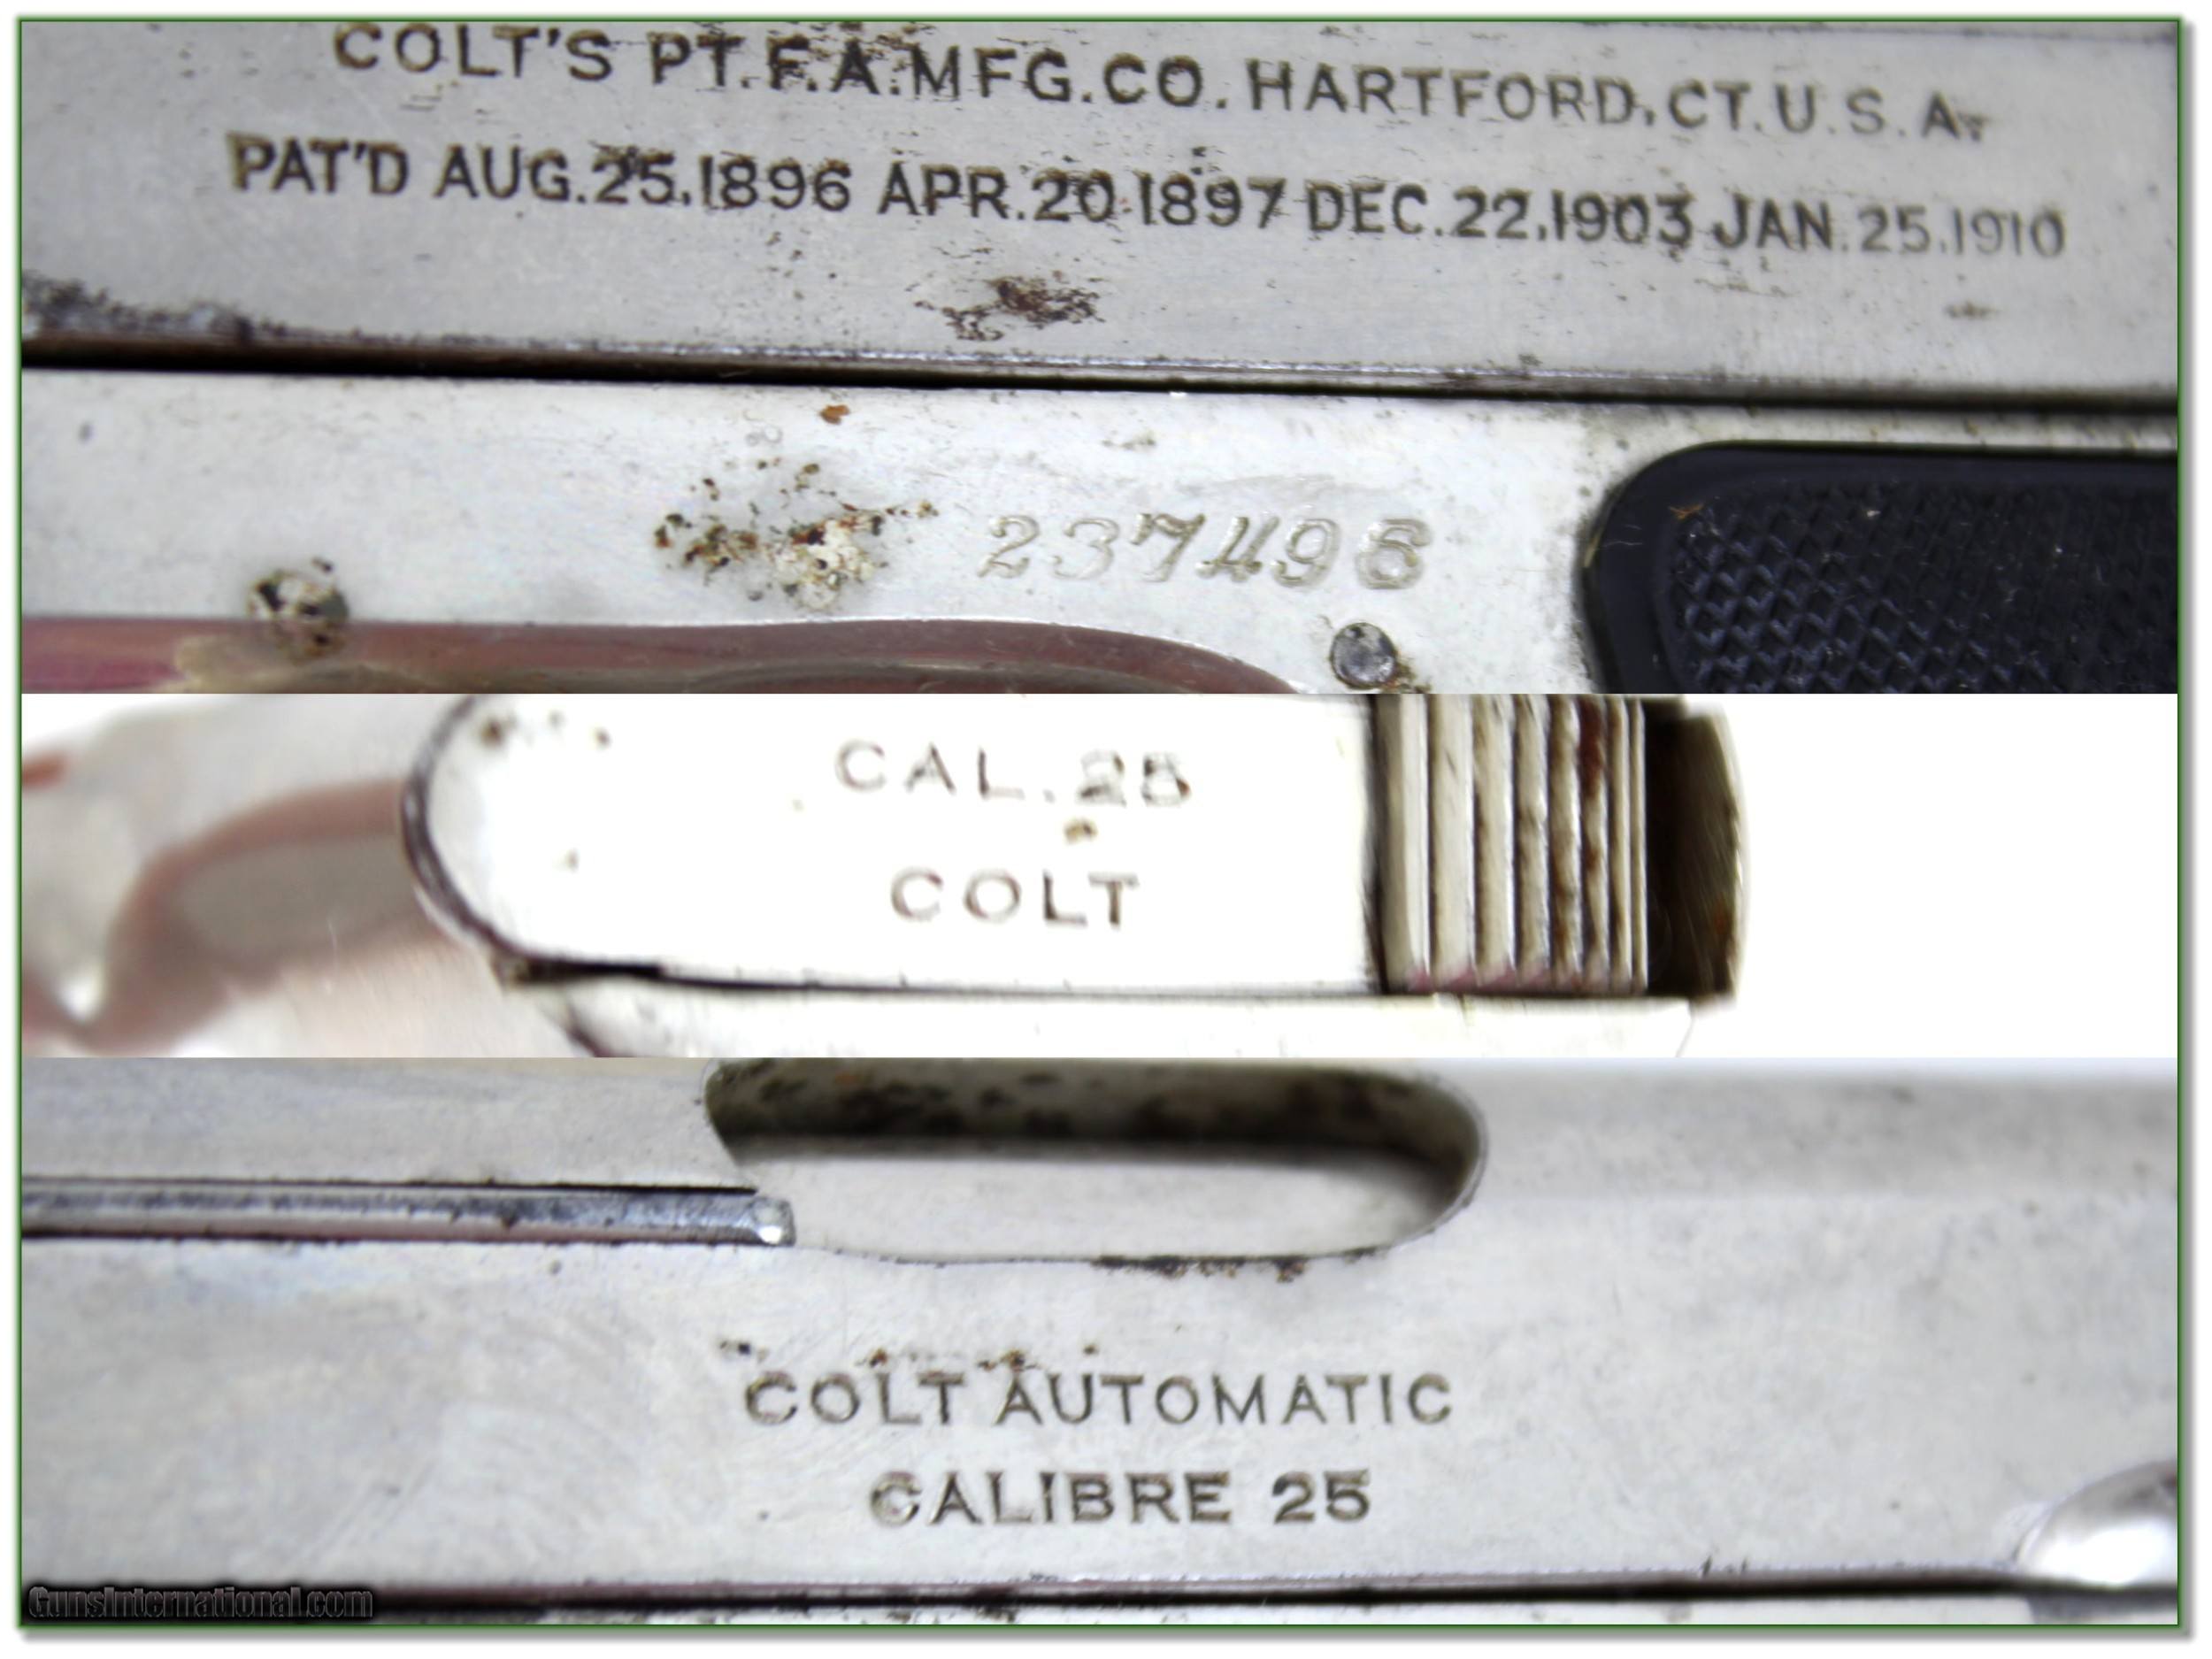 COLT'S PT.F.A.MFG.CO. HARTFORD,CT.U.S.A.
PAT'D AUG.25,1896 APR.20.1897 DEC.22,1903 JAN.25.1910
237496
CAL.25
COLT
COLT AUTOMATIC
CALIBRE 25
GunsInternational.com